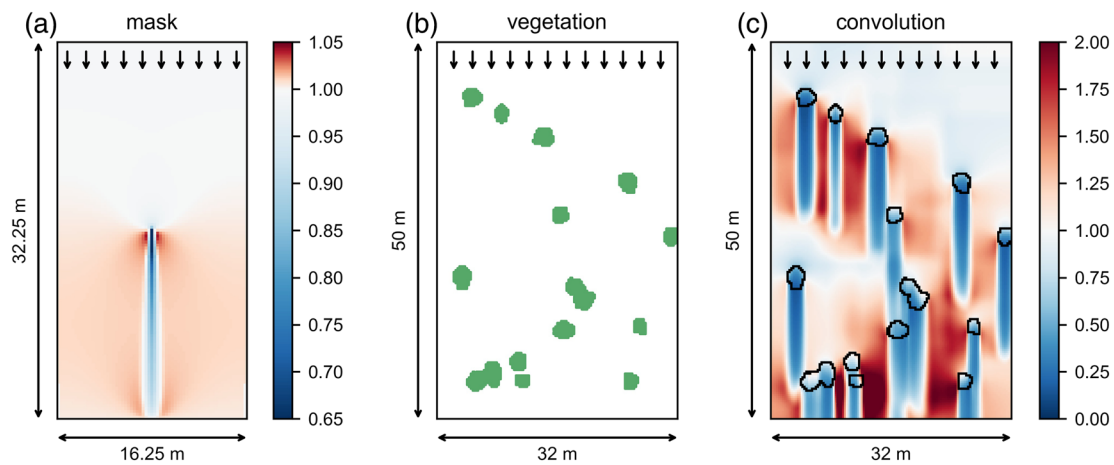 (a) mask
(b) vegetation
(c) convolution
32.25 m
16.25 m
1.05
1.00
0.95
0.90
0.85
0.80
0.75
0.70
0.65
50 m
32 m
50 m
32 m
2.00
1.75
1.50
1.25
1.00
0.75
0.50
0.25
0.00